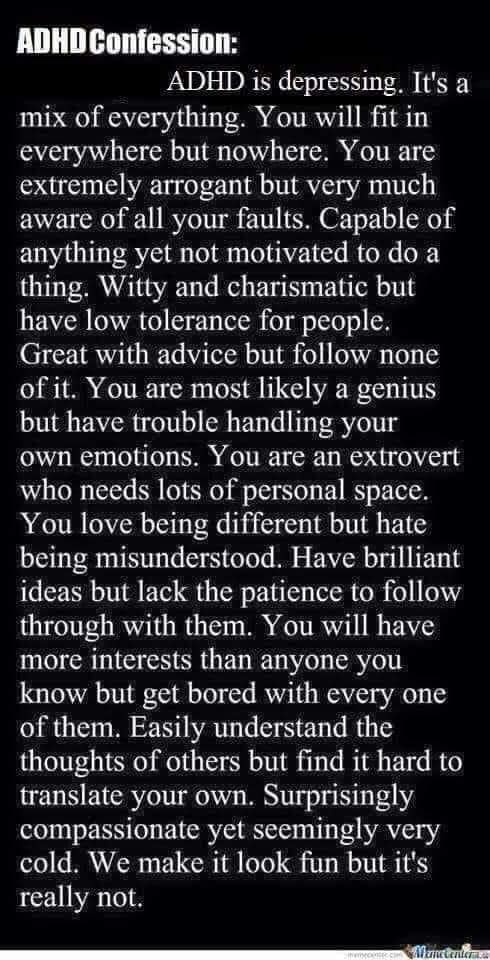 ADHD Confession:
ADHD is depressing. It's a
mix of everything. You will fit in
everywhere but nowhere. You are
extremely arrogant but very much
aware of all your faults. Capable of
anything yet not motivated to do a
thing. Witty and charismatic but
have low tolerance for people.
Great with advice but follow none
of it. You are most likely a genius
but have trouble handling your
own emotions. You are an extrovert
who needs lots of personal space.
You love being different but hate
being misunderstood. Have brilliant
ideas but lack the patience to follow
through with them. You will have
more interests than anyone you
know but get bored with every one
of them. Easily understand the
thoughts of others but find it hard to
translate your own. Surprisingly
compassionate yet seemingly very
cold. We make it look fun but it's
really not.
memecenter.com MemeCenter